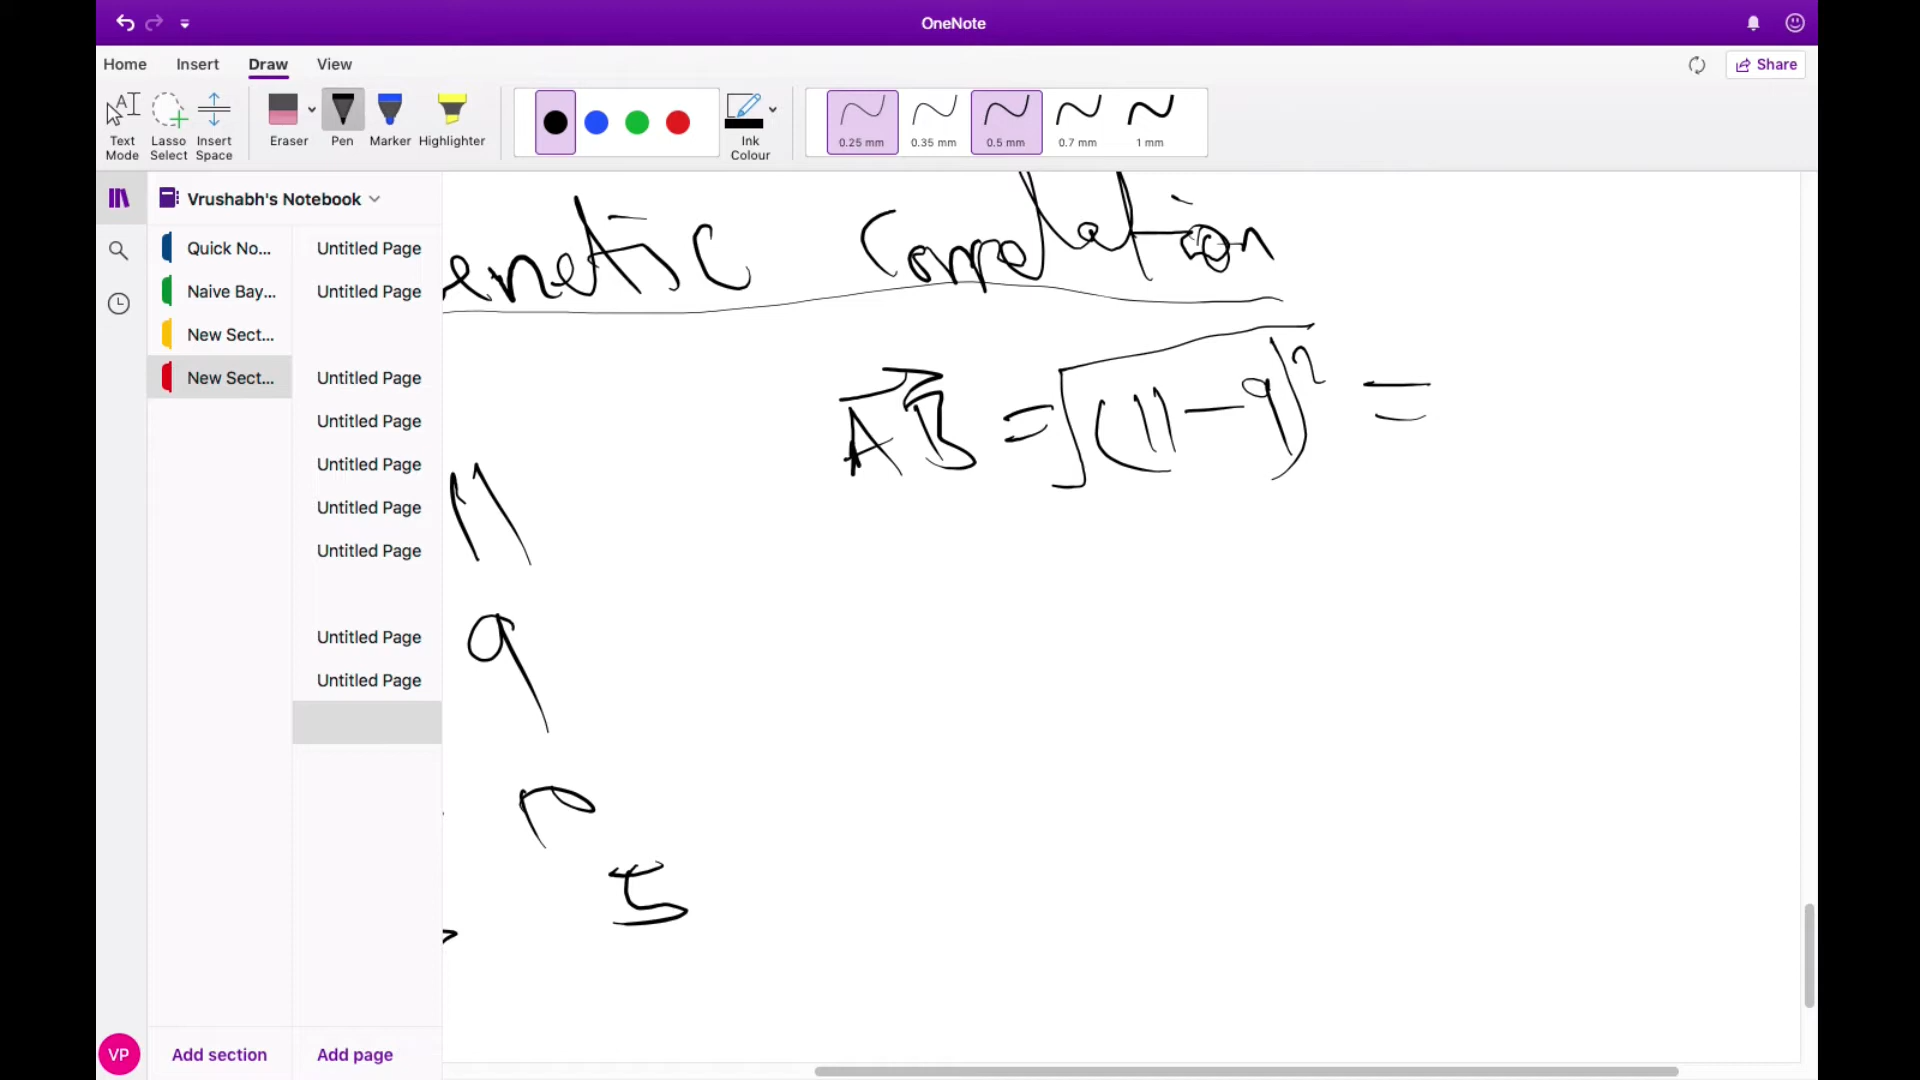 OneNote
Home Insert Draw View
Share
Text Mode
Lasso Select
Insert Space
Eraser
Pen
Marker
Highlighter
Ink Colour
0.25 mm
0.35 mm
0.5 mm
0.7 mm
1 mm
Vrushabh's Notebook
Quick No...
Naive Bay...
New Sect...
New Sect...
Untitled Page
Untitled Page
Untitled Page
Untitled Page
Untitled Page
Untitled Page
Untitled Page
Untitled Page
Untitled Page
enetic Correlation
AB = √(11-9)² =
11
9
5
VP
Add section
Add page